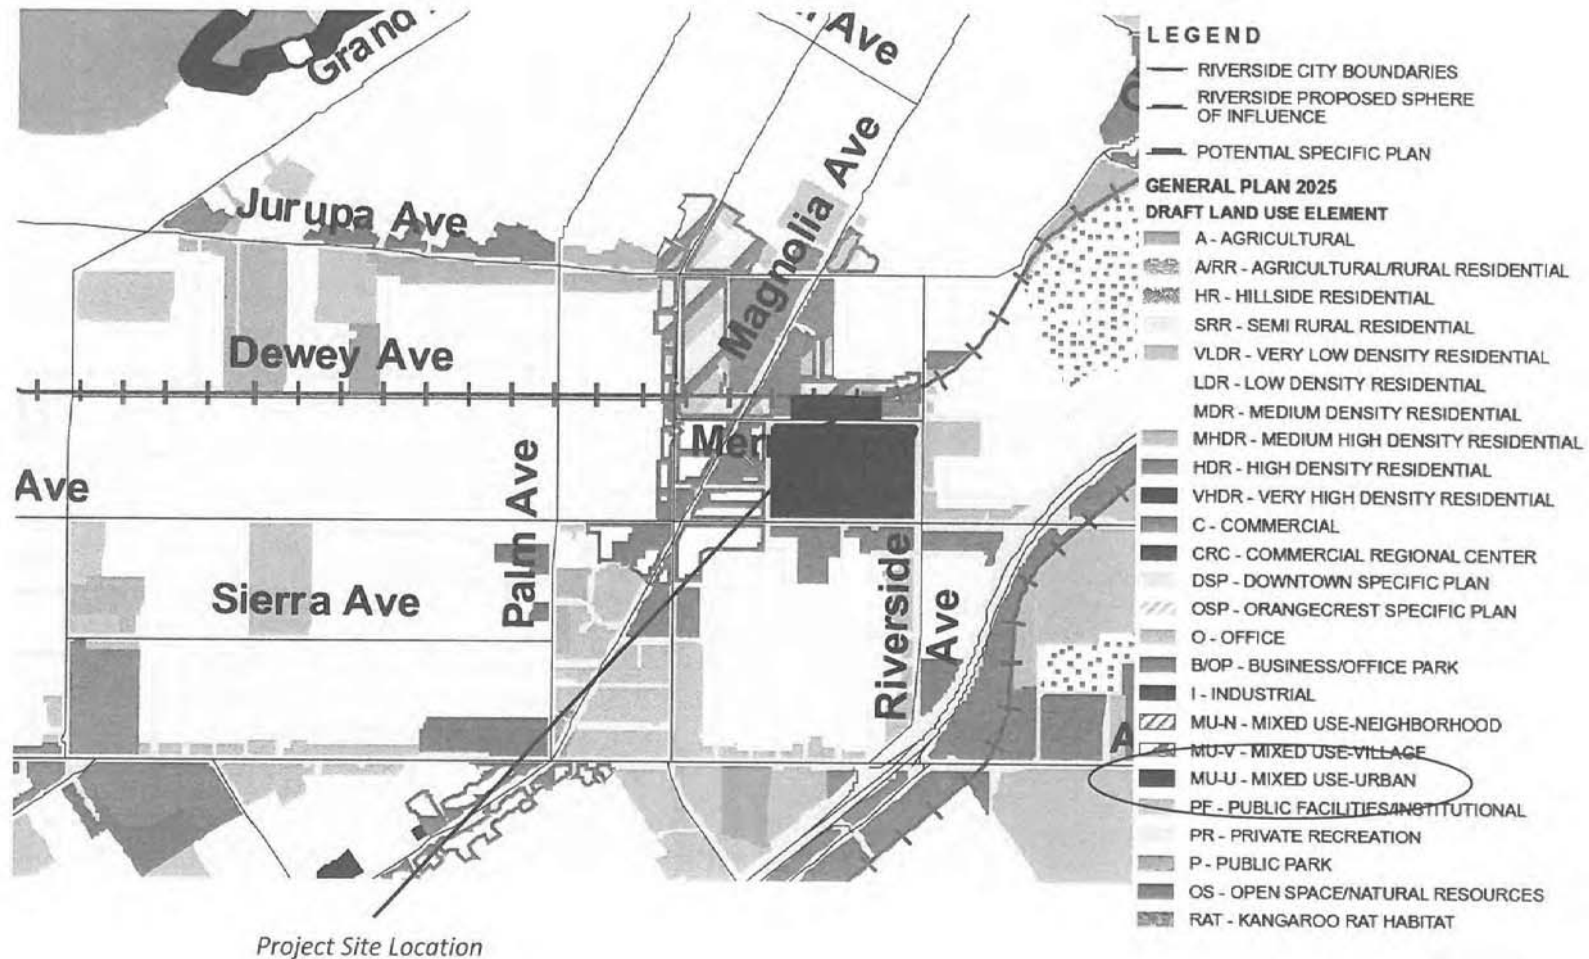 Grand
Ave
Magnolia Ave
Jurupa Ave
Dewey Ave
Mer
Ave
Palm Ave
Sierra Ave
Riverside
Ave
A
Project Site Location
LEGEND
RIVERSIDE CITY BOUNDARIES
RIVERSIDE PROPOSED SPHERE
OF INFLUENCE
POTENTIAL SPECIFIC PLAN
GENERAL PLAN 2025
DRAFT LAND USE ELEMENT
A - AGRICULTURAL
A/RR - AGRICULTURAL/RURAL RESIDENTIAL
HR - HILLSIDE RESIDENTIAL
SRR - SEMI RURAL RESIDENTIAL
VLDR - VERY LOW DENSITY RESIDENTIAL
LDR - LOW DENSITY RESIDENTIAL
MDR - MEDIUM DENSITY RESIDENTIAL
MHDR - MEDIUM HIGH DENSITY RESIDENTIAL
HDR - HIGH DENSITY RESIDENTIAL
VHDR - VERY HIGH DENSITY RESIDENTIAL
C - COMMERCIAL
CRC - COMMERCIAL REGIONAL CENTER
DSP - DOWNTOWN SPECIFIC PLAN
OSP - ORANGECREST SPECIFIC PLAN
O - OFFICE
B/OP - BUSINESS/OFFICE PARK
I - INDUSTRIAL
MU-N - MIXED USE-NEIGHBORHOOD
MU-V - MIXED USE-VILLAGE
MU-U - MIXED USE-URBAN
PF - PUBLIC FACILITIES/INSTITUTIONAL
PR - PRIVATE RECREATION
P - PUBLIC PARK
OS - OPEN SPACE/NATURAL RESOURCES
RAT - KANGAROO RAT HABITAT